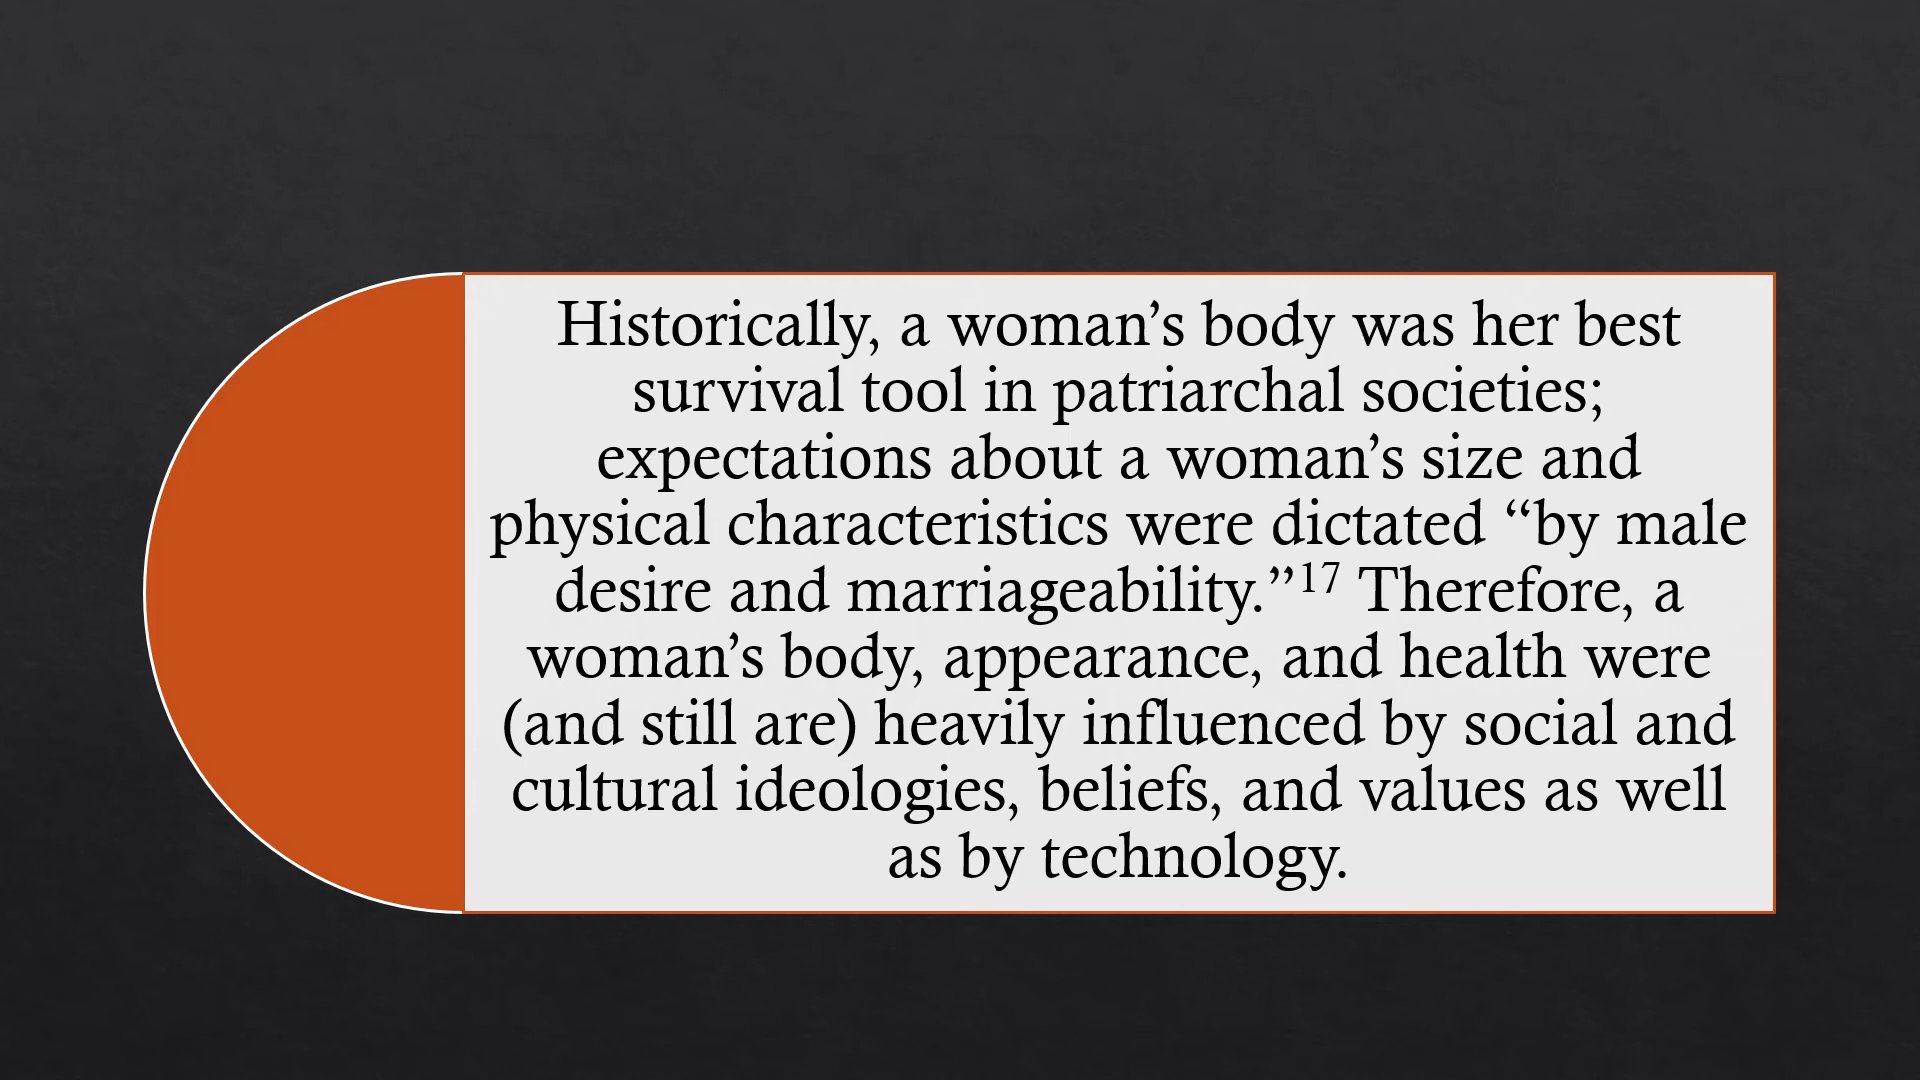 Historically, a woman’s body was her best
survival tool in patriarchal societies;
expectations about a woman’s size and
physical characteristics were dictated “by male
desire and marriageability.”17 Therefore, a
woman’s body, appearance, and health were
(and still are) heavily influenced by social and
cultural ideologies, beliefs, and values as well
as by technology.